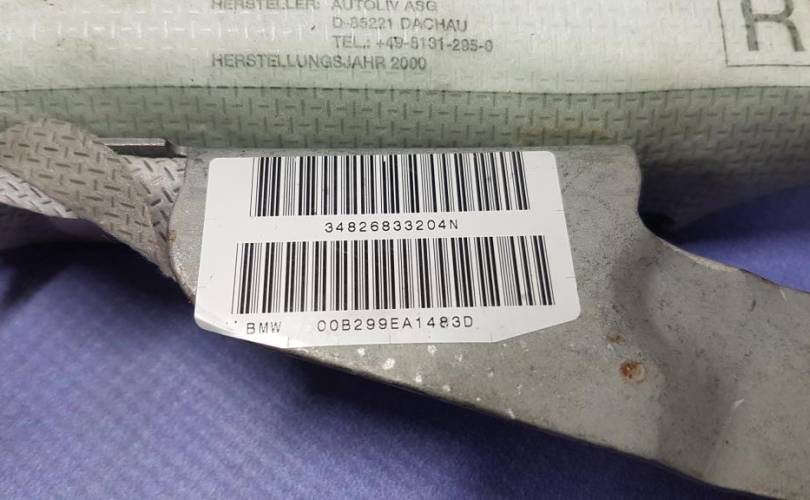 HERSTELLER: AUTOLIV ASG
D-85221 DACHAU
TEL.: +49-8131-295-0
HERSTELLUNGSJAHR 2000
R
34826833204N
BMW 00B299EA1483D